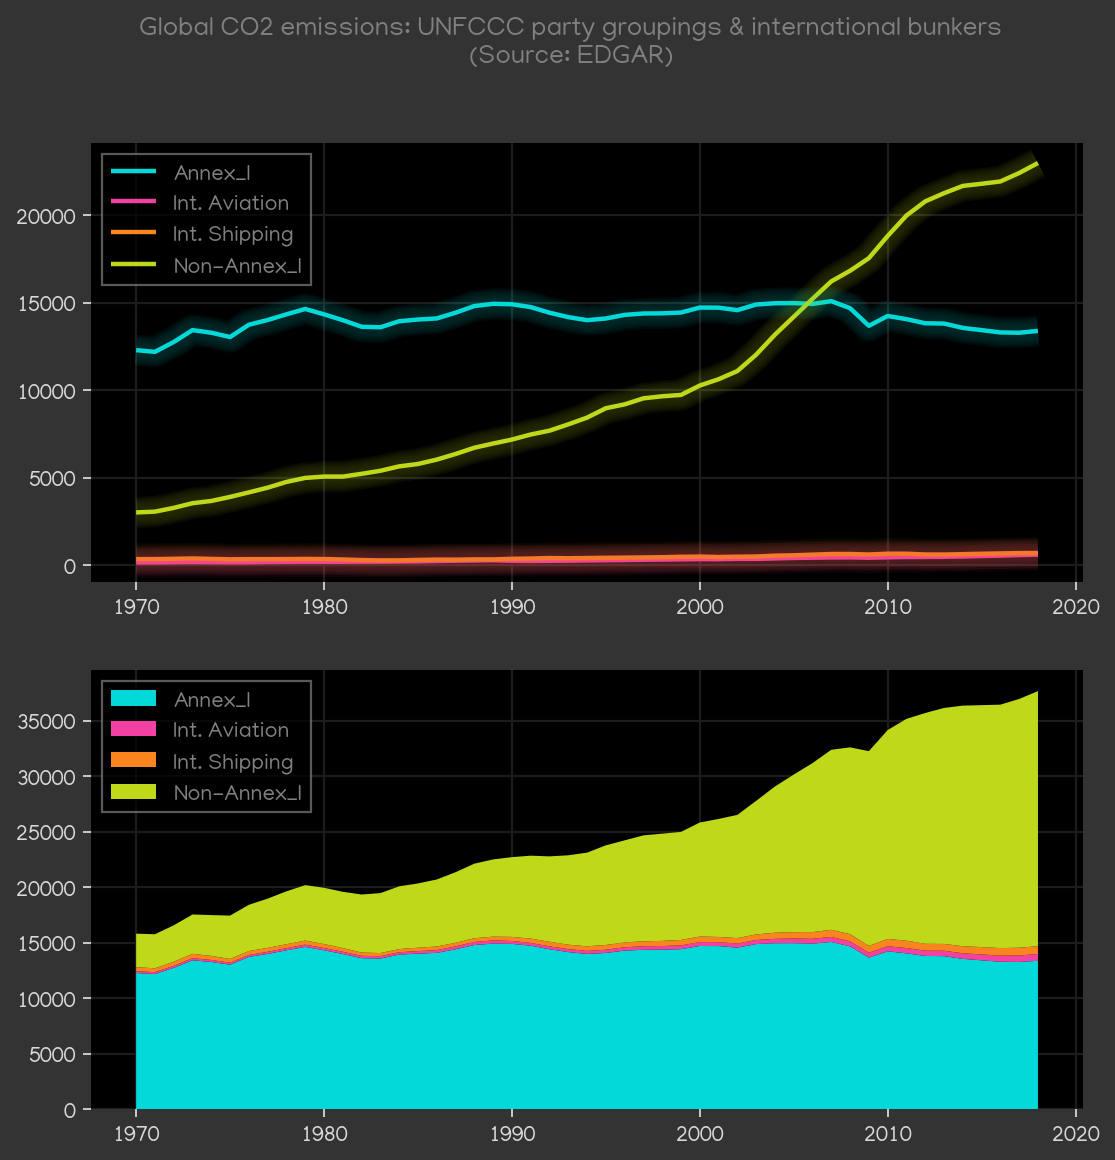 Global CO2 emissions: UNFCCC party groupings & international bunkers
(Source: EDGAR)
Annex_I
Int. Aviation
Int. Shipping
Non-Annex_I
20000
15000
10000
5000
0
1970 1980 1990 2000 2010 2020
Annex_I
Int. Aviation
Int. Shipping
Non-Annex_I
35000
30000
25000
20000
15000
10000
5000
0
1970 1980 1990 2000 2010 2020